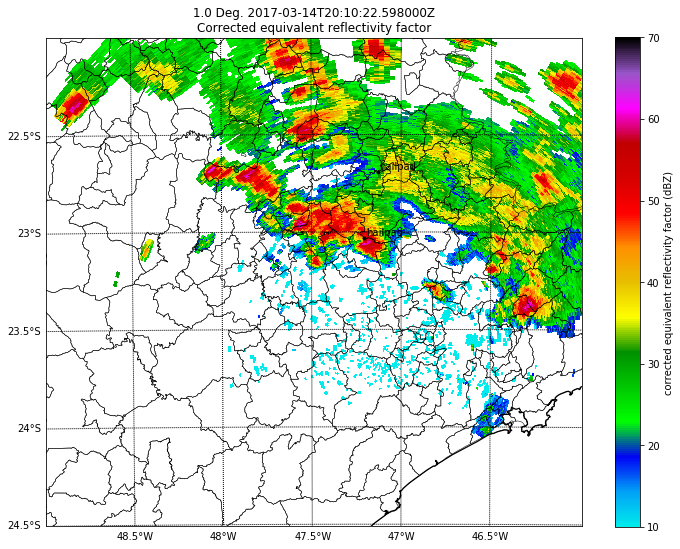 1.0 Deg. 2017-03-14T20:10:22.598000Z
Corrected equivalent reflectivity factor
22.5°S
23°S
23.5°S
24°S
24.5°S
48.5°W
48°W
47.5°W
47°W
46.5°W
hailpad
hailpad
70
60
50
40
30
20
10
corrected equivalent reflectivity factor (dBZ)